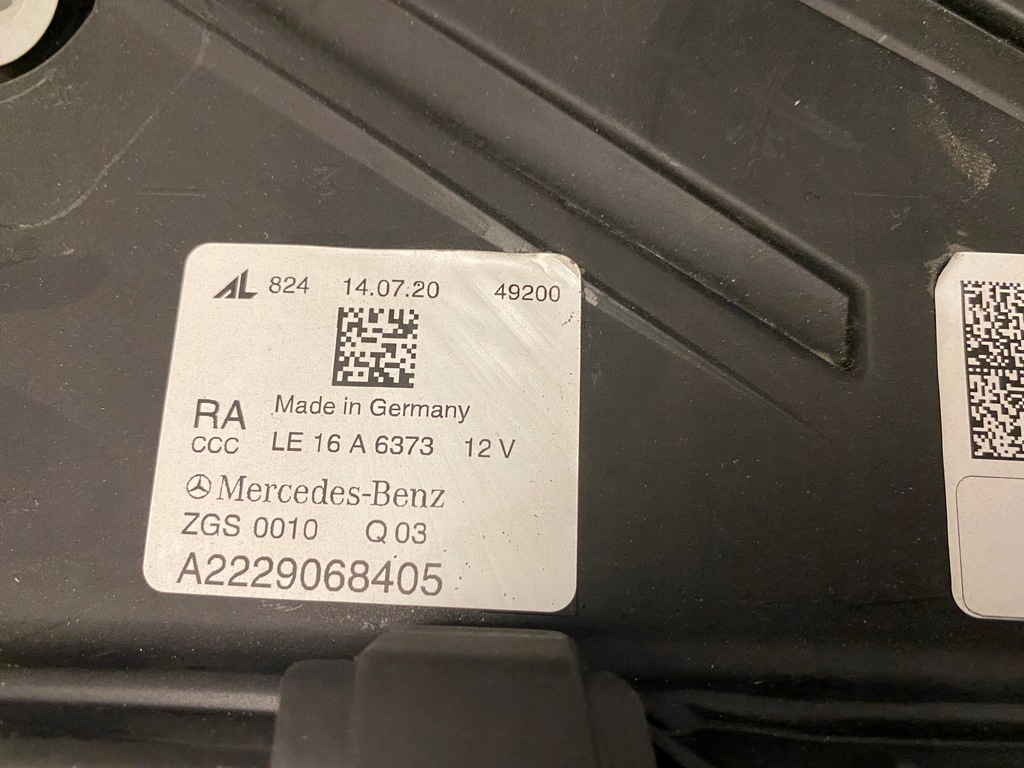 AL 824 14.07.20 49200
Made in Germany
RA
CCC LE 16 A 6373 12 V
Mercedes-Benz
ZGS 0010 Q 03
A2229068405